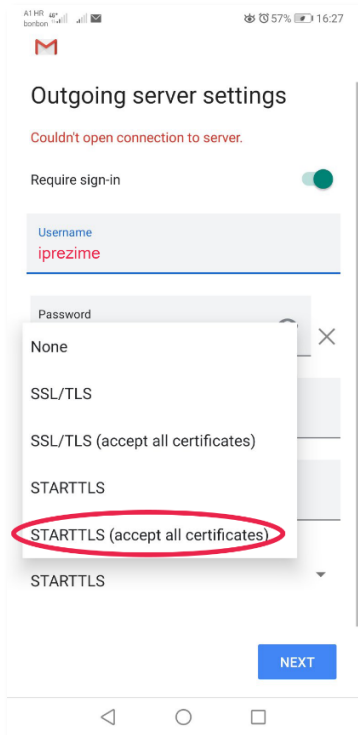 A1 HR
bonbon
57% 16:27
Outgoing server settings
Couldn't open connection to server.
Require sign-in
Username
iprezime
Password
None
SSL/TLS
SSL/TLS (accept all certificates)
STARTTLS
STARTTLS (accept all certificates)
STARTTLS
NEXT